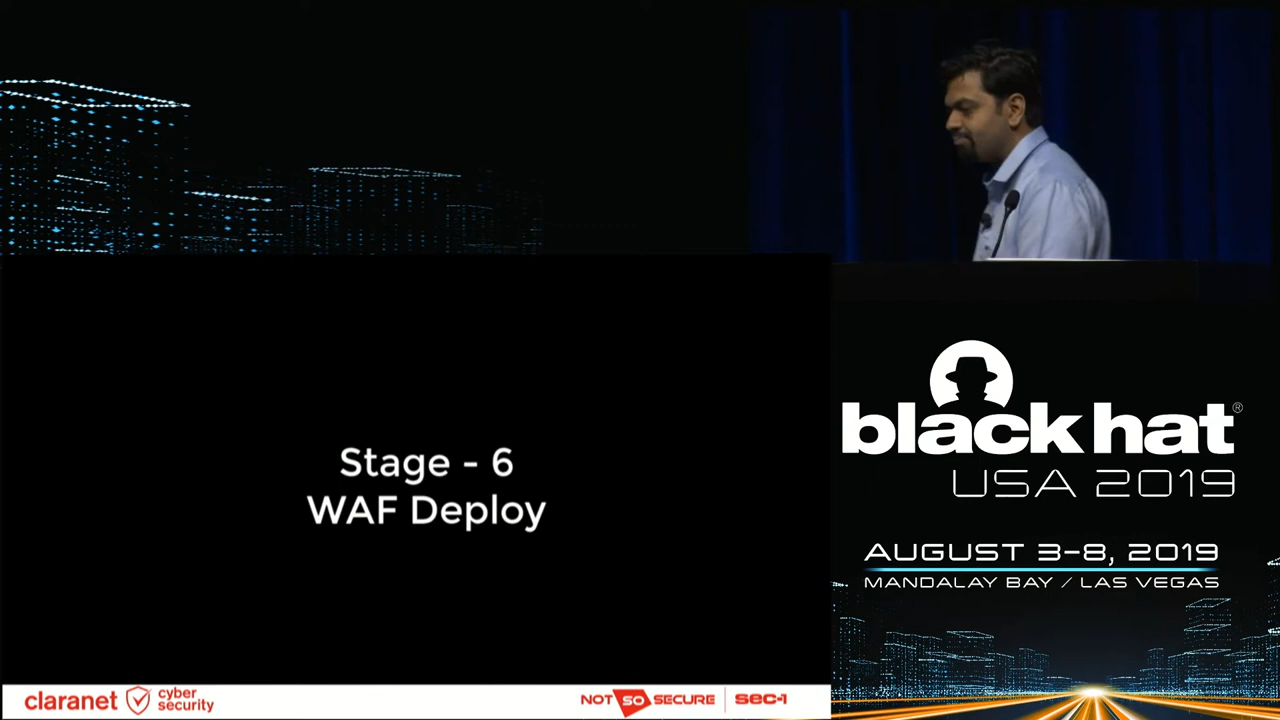 Stage - 6
WAF Deploy
claranet
cyber
security
NOT SO SECURE
SEC-1
black hat®
USA 2019
AUGUST 3-8, 2019
MANDALAY BAY / LAS VEGAS